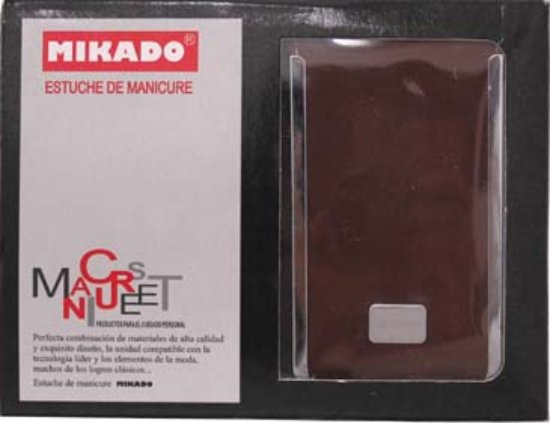 MIKADO®
ESTUCHE DE MANICURE
MANICURE SET
PRODUCTOS PARA EL CUIDADO PERSONAL
Perfecta combinación de materiales de alta calidad
y exquisito diseño, la unidad compatible con la
tecnología líder y los elementos de la moda,
muchos de los logros clásicos...
Estuche de manicure MIKADO